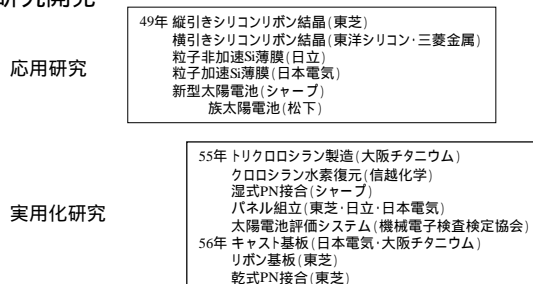 応用研究
49年 縦引きシリコンリボン結晶(東芝)
横引きシリコンリボン結晶(東洋シリコン・三菱金属)
粒子非加速Si薄膜(日立)
粒子加速Si薄膜(日本電気)
新型太陽電池(シャープ)
族太陽電池(松下)
実用化研究
55年 トリクロロシラン製造(大阪チタニウム)
クロロシラン水素復元(信越化学)
湿式PN接合(シャープ)
パネル組立(東芝・日立・日本電気)
太陽電池評価システム(機械電子検査検定協会)
56年 キャスト基板(日本電気・大阪チタニウム)
リボン基板(東芝)
乾式PN接合(東芝)